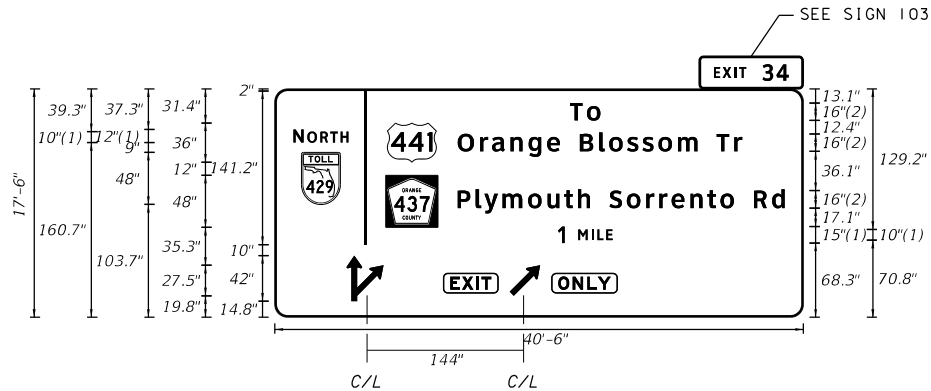 SEE SIGN 103
EXIT 34
NORTH
TOLL
429
To
441
Orange Blossom Tr
ORANGE
437
COUNTY
Plymouth Sorrento Rd
1 MILE
EXIT
ONLY
17'-6"
39.3"
10"(1)
160.7"
37.3"
12"(1)
9"
48"
103.7"
31.4"
36"
12"
48"
35.3"
27.5"
19.8"
2"
141.2"
10"
42"
14.8"
13.1"
16"(2)
12.4"
16"(2)
36.1"
16"(2)
17.1"
15"(1)
68.3"
129.2"
10"(1)
70.8"
40'-6"
144"
C/L
C/L